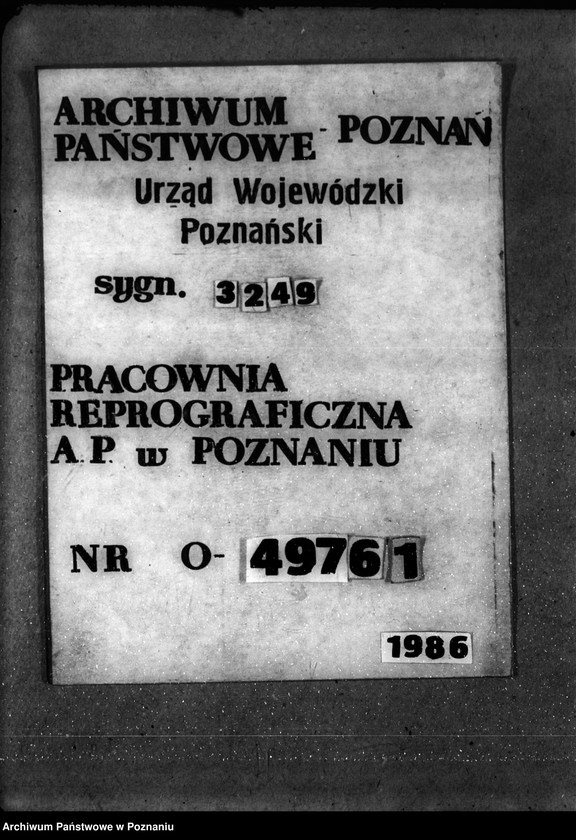 ARCHIWUM
PAŃSTWOWE - POZNAŃ
Urząd Wojewódzki
Poznański
sygn. 3249
PRACOWNIA
REPROGRAFICZNA
A.P. w POZNANIU
NR O- 49761
1986
Archiwum Państwowe w Poznaniu